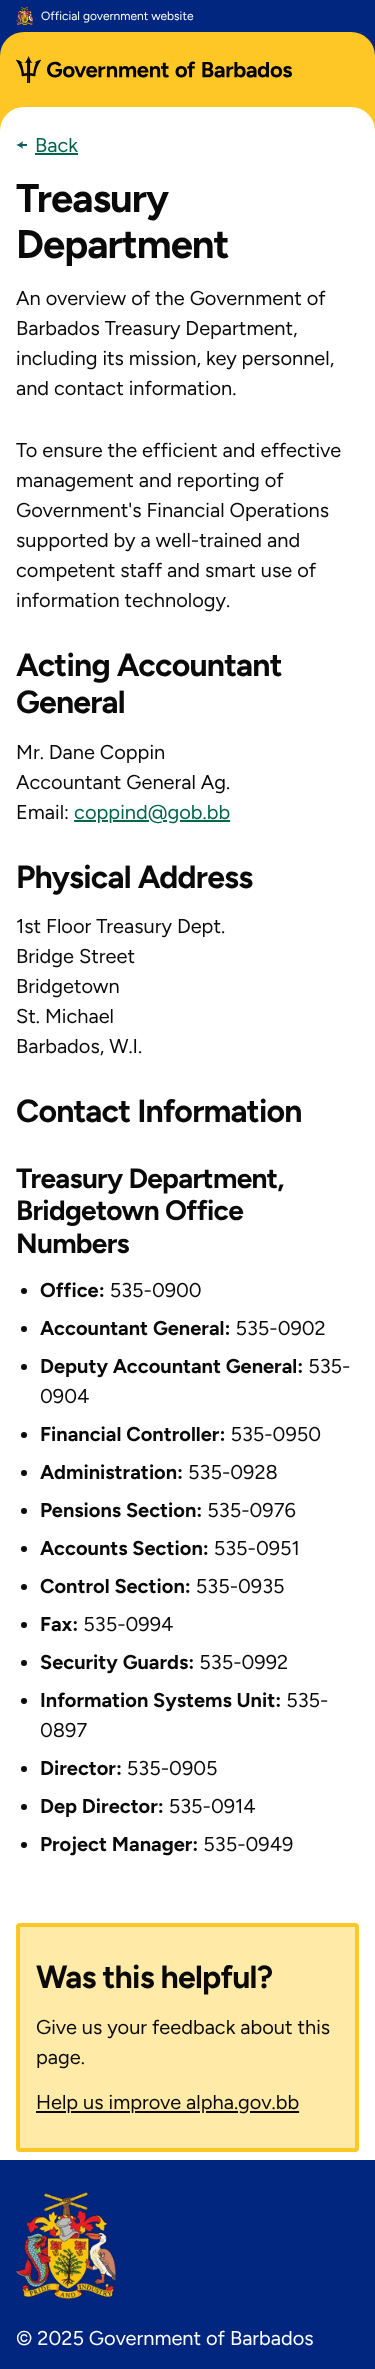 Official government website
Government of Barbados
Back
Treasury
Department
An overview of the Government of
Barbados Treasury Department,
including its mission, key personnel,
and contact information.
To ensure the efficient and effective
management and reporting of
Government's Financial Operations
supported by a well-trained and
competent staff and smart use of
information technology.
Acting Accountant
General
Mr. Dane Coppin
Accountant General Ag.
Email: coppind@gob.bb
Physical Address
1st Floor Treasury Dept.
Bridge Street
Bridgetown
St. Michael
Barbados, W.I.
Contact Information
Treasury Department,
Bridgetown Office
Numbers
• Office: 535-0900
• Accountant General: 535-0902
• Deputy Accountant General: 535-
0904
• Financial Controller: 535-0950
• Administration: 535-0928
• Pensions Section: 535-0976
• Accounts Section: 535-0951
• Control Section: 535-0935
• Fax: 535-0994
• Security Guards: 535-0992
• Information Systems Unit: 535-
0897
• Director: 535-0905
• Dep Director: 535-0914
• Project Manager: 535-0949
Was this helpful?
Give us your feedback about this
page.
Help us improve alpha.gov.bb
PRIDE AND INDUSTRY
© 2025 Government of Barbados